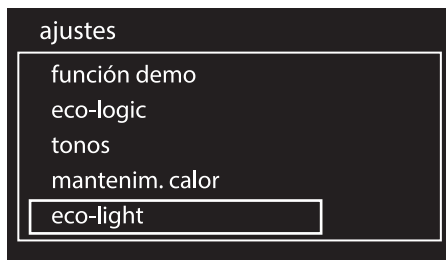 ajustes
función demo
eco-logic
tonos
mantenim. calor
eco-light